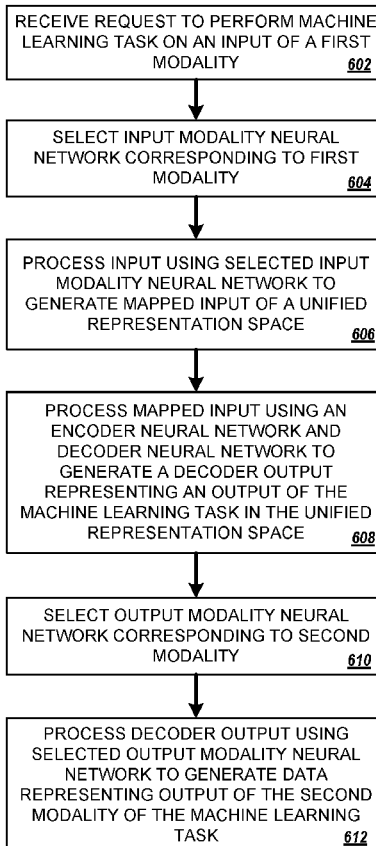 RECEIVE REQUEST TO PERFORM MACHINE
LEARNING TASK ON AN INPUT OF A FIRST
MODALITY
602
SELECT INPUT MODALITY NEURAL
NETWORK CORRESPONDING TO FIRST
MODALITY
604
PROCESS INPUT USING SELECTED INPUT
MODALITY NEURAL NETWORK TO
GENERATE MAPPED INPUT OF A UNIFIED
REPRESENTATION SPACE
606
PROCESS MAPPED INPUT USING AN
ENCODER NEURAL NETWORK AND
DECODER NEURAL NETWORK TO
GENERATE A DECODER OUTPUT
REPRESENTING AN OUTPUT OF THE
MACHINE LEARNING TASK IN THE UNIFIED
REPRESENTATION SPACE
608
SELECT OUTPUT MODALITY NEURAL
NETWORK CORRESPONDING TO SECOND
MODALITY
610
PROCESS DECODER OUTPUT USING
SELECTED OUTPUT MODALITY NEURAL
NETWORK TO GENERATE DATA
REPRESENTING OUTPUT OF THE SECOND
MODALITY OF THE MACHINE LEARNING
TASK
612